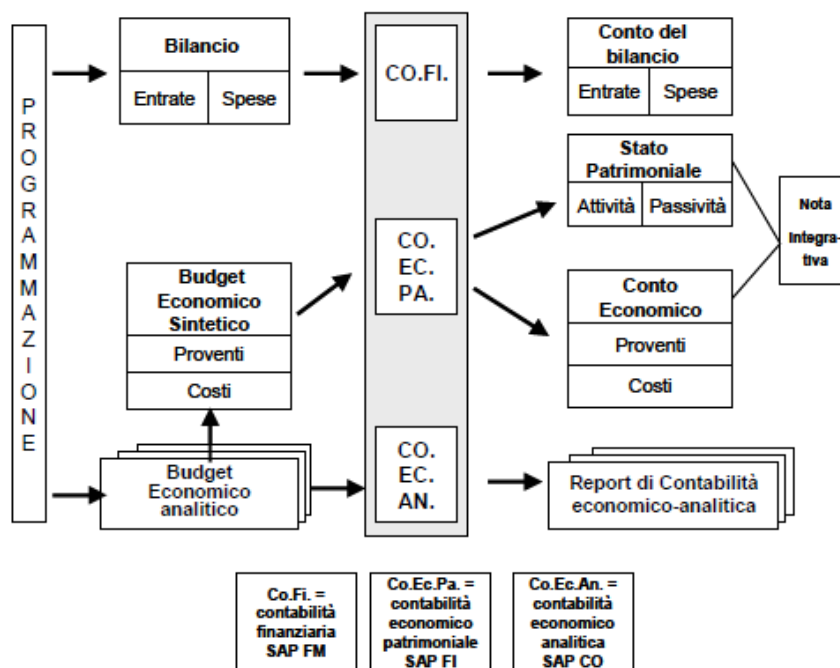 PROGRAMMAZIONE
Bilancio
Entrate Spese
CO.FI.
Conto del
bilancio
Entrate Spese
Stato
Patrimoniale
Attività Passività
Nota
Integra-
tiva
CO.
EC.
PA.
Budget
Economico
Sintetico
Proventi
Costi
Conto
Economico
Proventi
Costi
Budget
Economico
analitico
CO.
EC.
AN.
Report di Contabilità
economico-analitica
Co.Fi. =
contabilità
finanziaria
SAP FM
Co.Ec.Pa. =
contabilità
economico
patrimoniale
SAP FI
Co.Ec.An. =
contabilità
economico
analitica
SAP CO